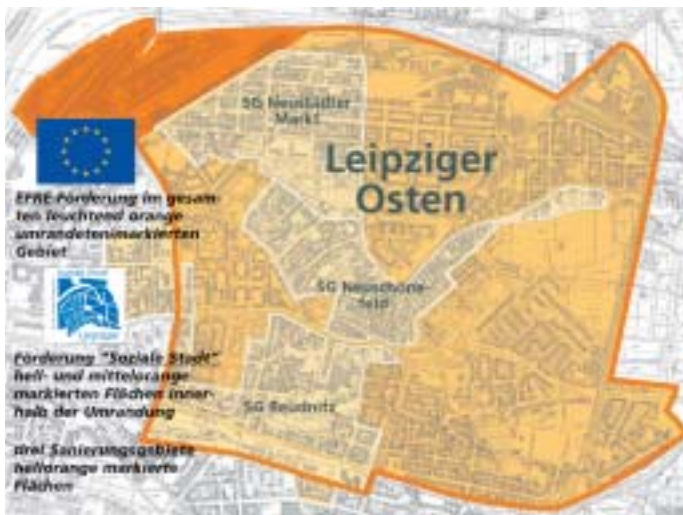 SG Neustädter
Markt
Leipziger
Osten
EFRE-Förderung im gesam-
ten leuchtend orange
umrandeten/markierten
Gebiet
SG Neuschöne-
feld
Förderung "Soziale Stadt"
hell- und mittelorange
markierten Flächen inner-
halb der Umrandung
SG Reudnitz
drei Sanierungsgebiete
hellorange markierte
Flächen